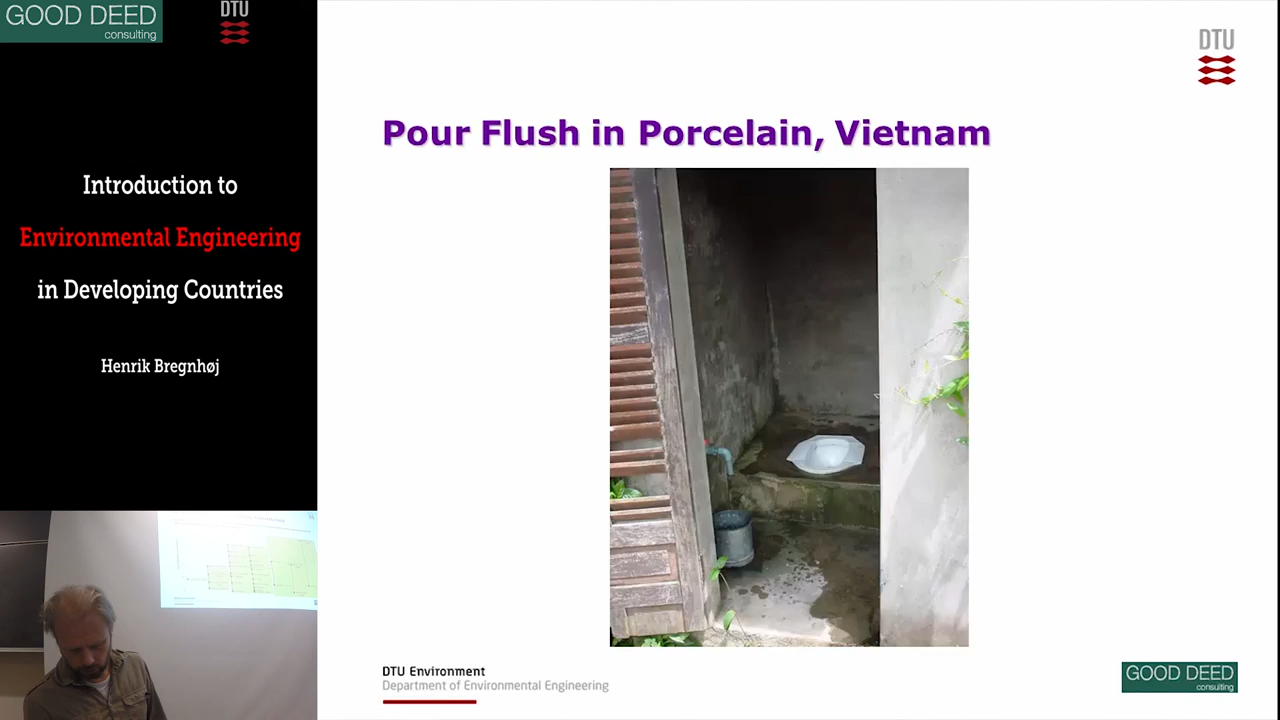 GOOD DEED
consulting
DTU
Introduction to
Environmental Engineering
in Developing Countries
Henrik Bregnhøj
DTU
Pour Flush in Porcelain, Vietnam
DTU Environment
Department of Environmental Engineering
GOOD DEED
consulting